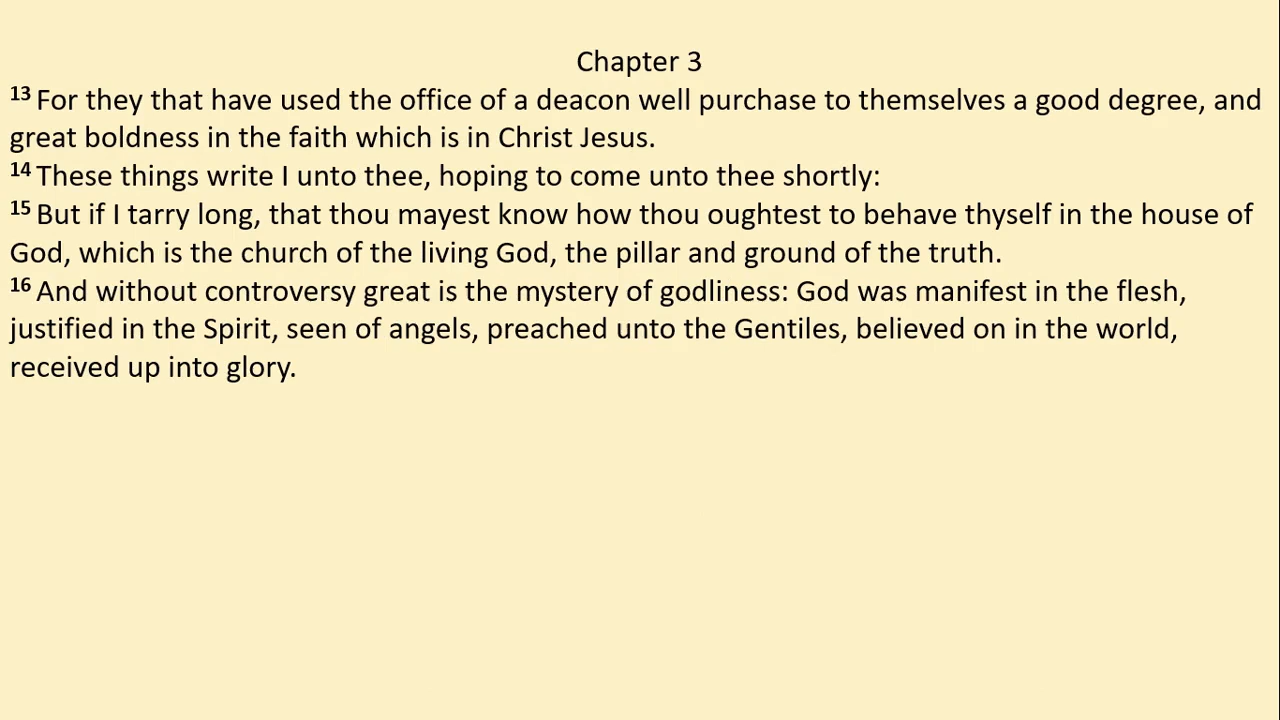 Chapter 3
13 For they that have used the office of a deacon well purchase to themselves a good degree, and
great boldness in the faith which is in Christ Jesus.
14 These things write I unto thee, hoping to come unto thee shortly:
15 But if I tarry long, that thou mayest know how thou oughtest to behave thyself in the house of
God, which is the church of the living God, the pillar and ground of the truth.
16 And without controversy great is the mystery of godliness: God was manifest in the flesh,
justified in the Spirit, seen of angels, preached unto the Gentiles, believed on in the world,
received up into glory.